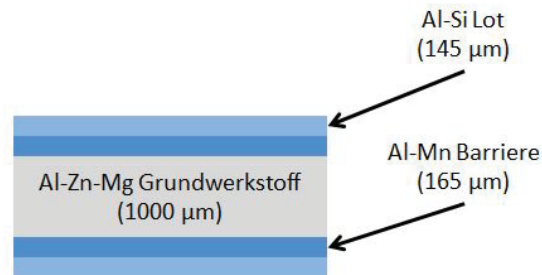 Al-Si Lot
(145 µm)
Al-Mn Barriere
(165 µm)
Al-Zn-Mg Grundwerkstoff
(1000 µm)